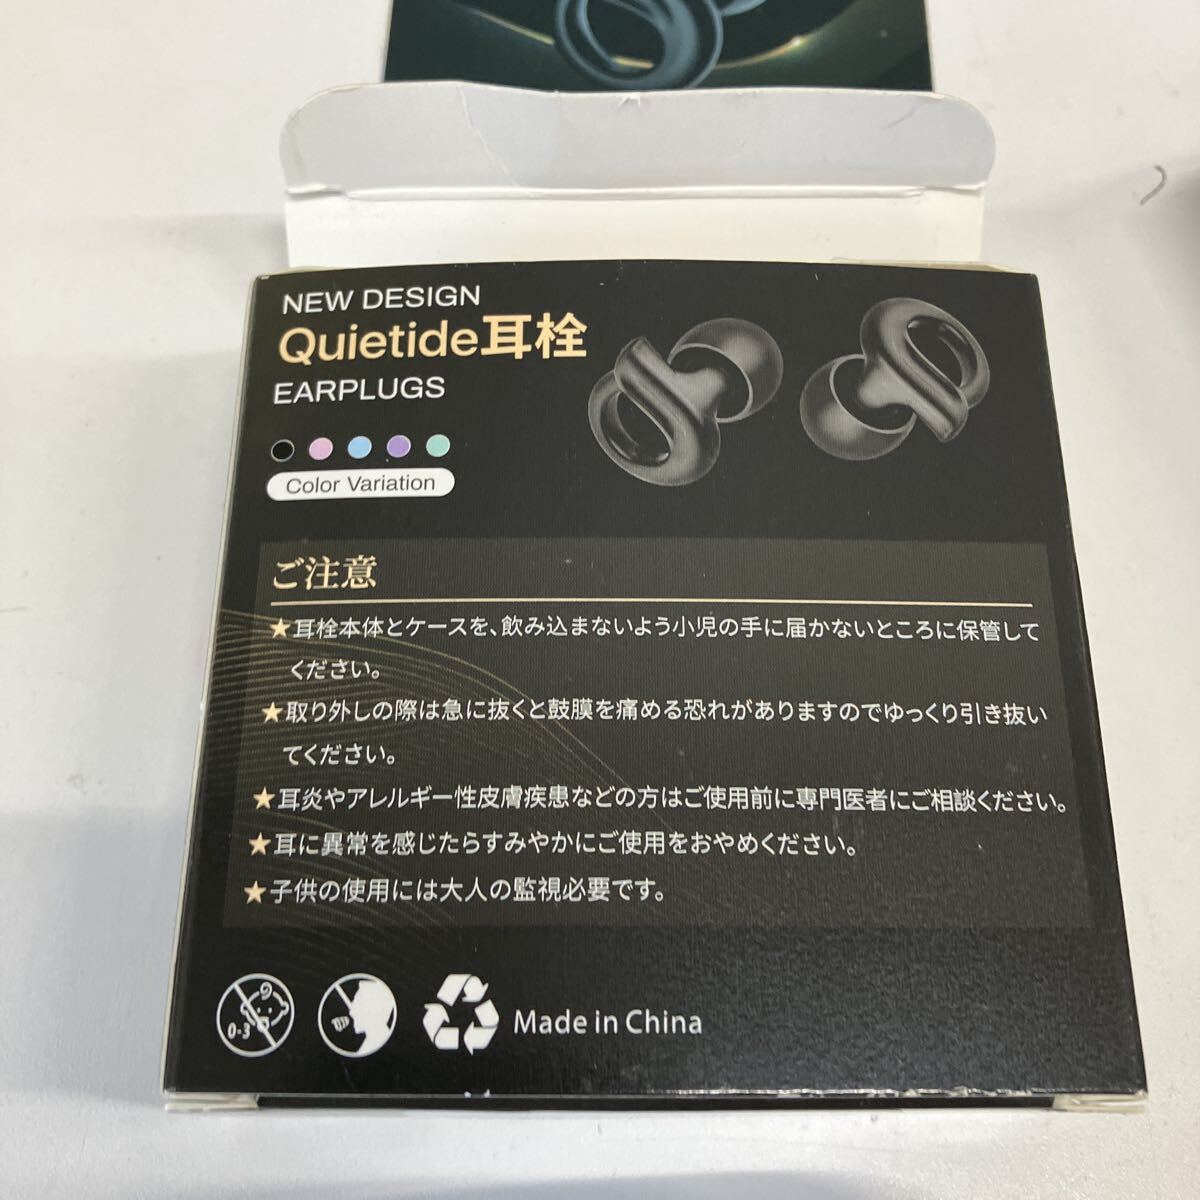 NEW DESIGN
Quietide耳栓
EARPLUGS
Color Variation
ご注意
★耳栓本体とケースを、飲み込まないよう小児の手に届かないところに保管して
ください。
★取り外しの際は急に抜くと鼓膜を痛める恐れがありますのでゆっくり引き抜い
てください。
★耳炎やアレルギー性皮膚疾患などの方はご使用前に専門医者にご相談ください。
★耳に異常を感じたらすみやかにご使用をおやめください。
★子供の使用には大人の監視必要です。
0-3
Made in China